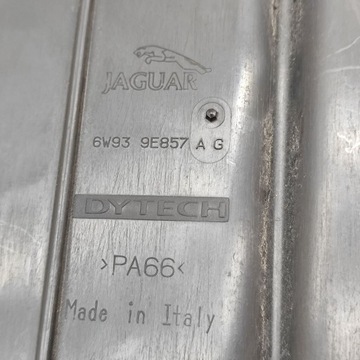 JAGUAR
6W93 9E857 A G
DYTECH
>PA66<
Made in Italy